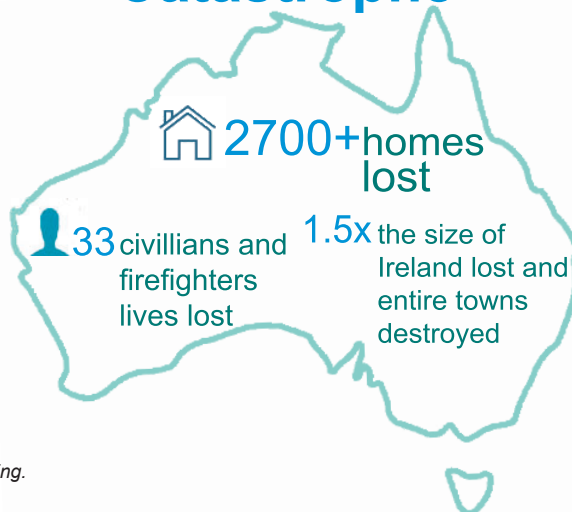 2700+homes
lost
33 civillians and
firefighters
lives lost
1.5x the size of
Ireland lost and
entire towns
destroyed